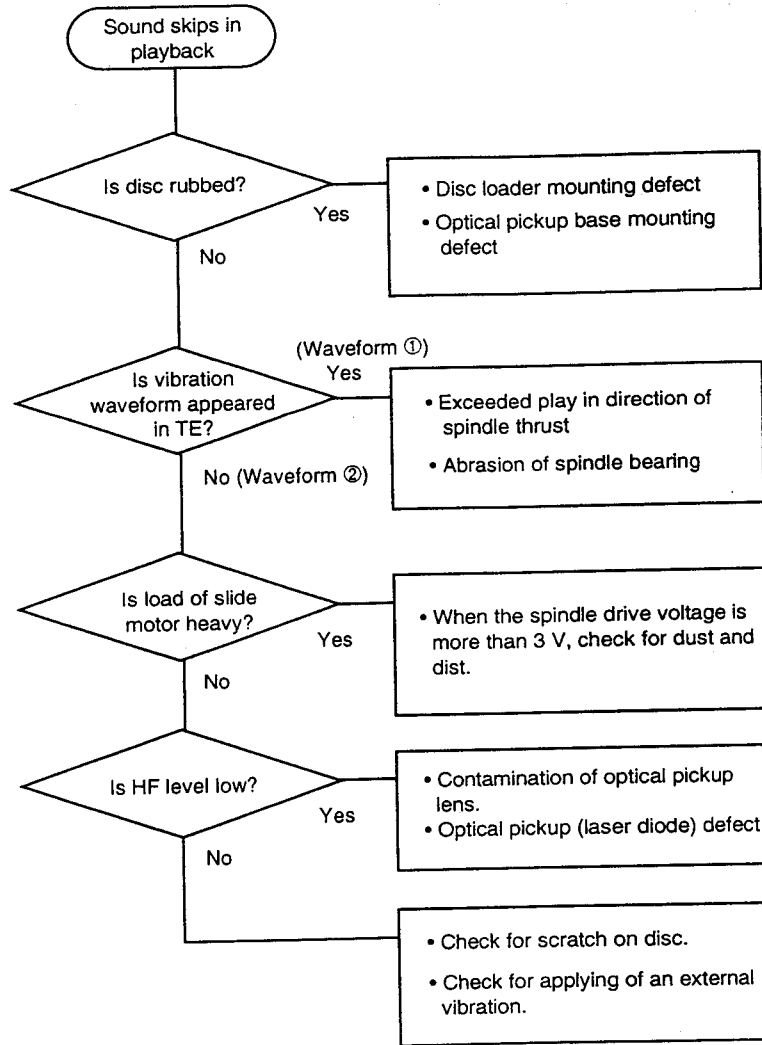 Sound skips in
playback
Is disc rubbed?
Yes
• Disc loader mounting defect
• Optical pickup base mounting
defect
No
(Waveform ①)
Yes
Is vibration
waveform appeared
in TE?
• Exceeded play in direction of
spindle thrust
• Abrasion of spindle bearing
No (Waveform ②)
Is load of slide
motor heavy?
Yes
• When the spindle drive voltage is
more than 3 V, check for dust and
dist.
No
Is HF level low?
Yes
• Contamination of optical pickup
lens.
• Optical pickup (laser diode) defect
No
• Check for scratch on disc.
• Check for applying of an external
vibration.